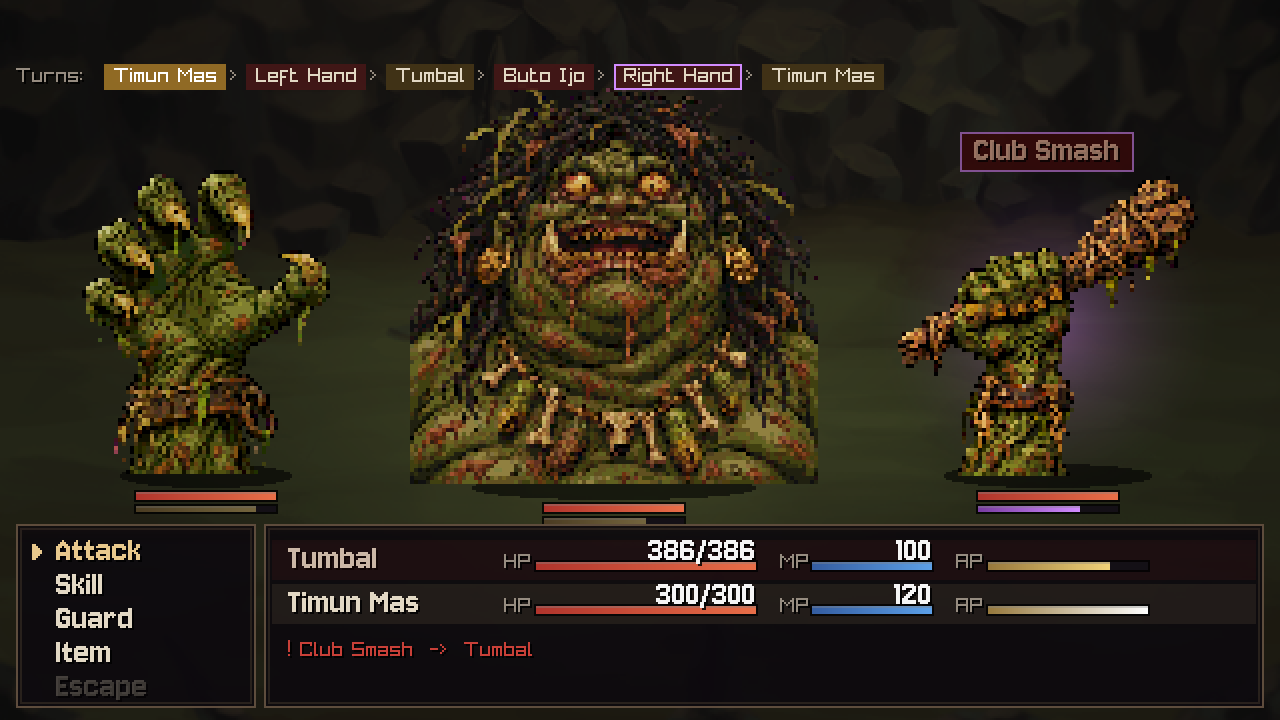 Turns: Timun Mas > Left Hand > Tumbal > Buto Ijo > Right Hand > Timun Mas
Club Smash
Attack
Skill
Guard
Item
Escape
Tumbal HP 386/386 MP 100 AP
Timun Mas HP 300/300 MP 120 AP
! Club Smash -> Tumbal